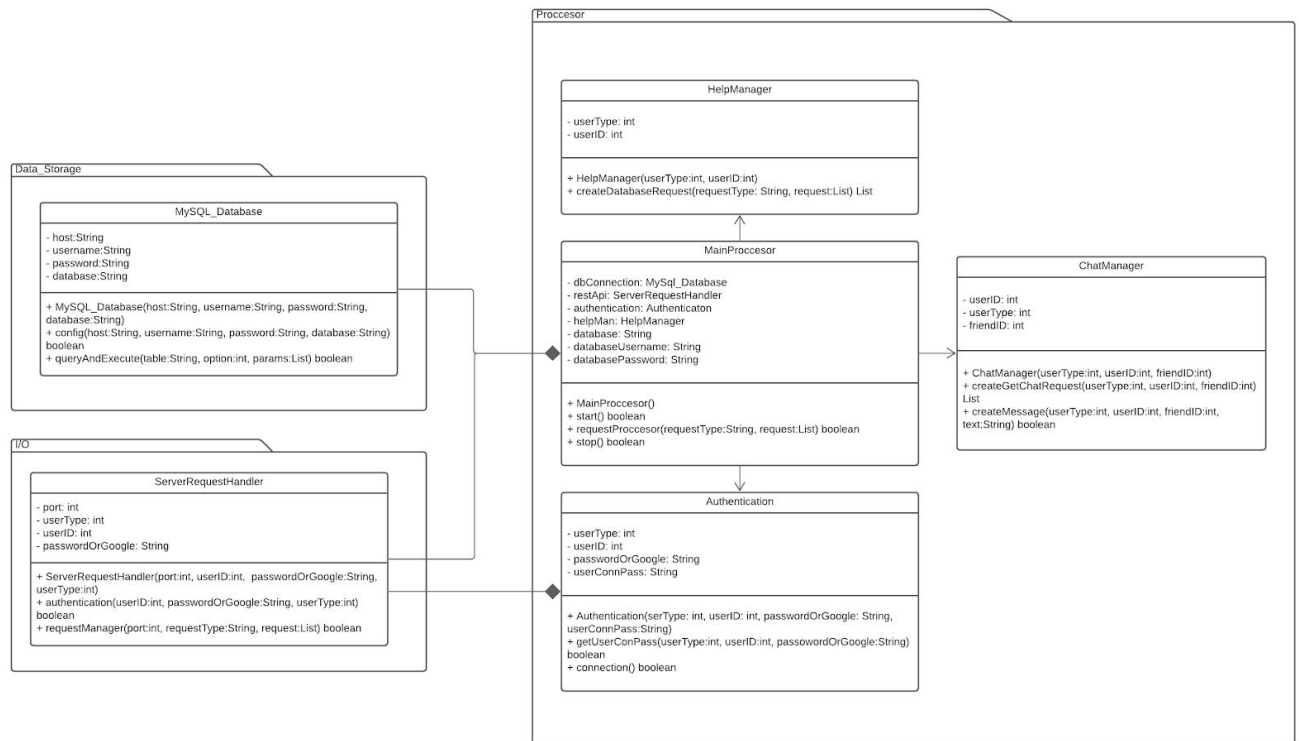 Proccesor
HelpManager
- userType: int
- userID: int
+ HelpManager(userType:int, userID:int)
+ createDatabaseRequest(requestType: String, request:List) List
Data_Storage
MySQL_Database
- host:String
- username:String
- password:String
- database:String
+ MySQL_Database(host:String, username:String, password:String,
database:String)
+ config(host:String, username:String, password:String, database:String)
boolean
+ queryAndExecute(table:String, option:int, params:List) boolean
MainProccesor
- dbConnection: MySql_Database
- restApi: ServerRequestHandler
- authentication: Authenticaton
- helpMan: HelpManager
- database: String
- databaseUsername: String
- databasePassword: String
+ MainProccesor()
+ start() boolean
+ requestProccesor(requestType:String, request:List) boolean
+ stop() boolean
ChatManager
- userID: int
- userType: int
- friendID: int
+ ChatManager(userType:int, userID:int, friendID:int)
+ createGetChatRequest(userType:int, userID:int, friendID:int)
List
+ createMessage(userType:int, userID:int, friendID:int,
text:String) boolean
I/O
ServerRequestHandler
- port: int
- userType: int
- userID: int
- passwordOrGoogle: String
+ ServerRequestHandler(port:int, userID:int, passwordOrGoogle:String,
userType:int)
+ authentication(userID:int, passwordOrGoogle:String, userType:int)
boolean
+ requestManager(port:int, requestType:String, request:List) boolean
Authentication
- userType: int
- userID: int
- passwordOrGoogle: String
- userConnPass: String
+ Authentication(serType: int, userID: int, passwordOrGoogle: String,
userConnPass:String)
+ getUserConPass(userType:int, userID:int, passowordOrGoogle:String)
boolean
+ connection() boolean